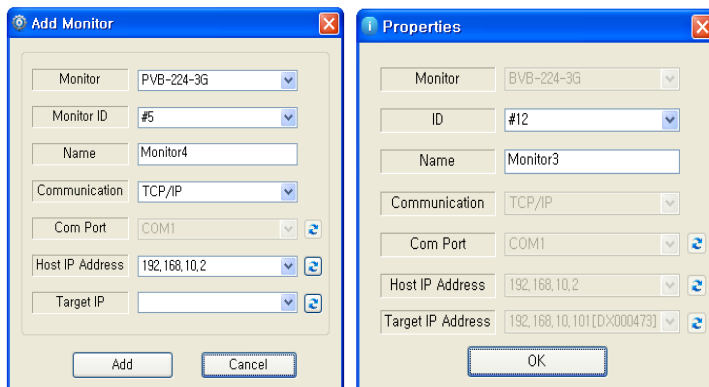 Add Monitor
Monitor PVB-224-3G
Monitor ID #5
Name Monitor4
Communication TCP/IP
Com Port COM1
Host IP Address 192,168,10,2
Target IP
Add Cancel
Properties
Monitor BVB-224-3G
ID #12
Name Monitor3
Communication TCP/IP
Com Port COM1
Host IP Address 192,168,10,2
Target IP Address 192,168,10,101[DX000473]
OK